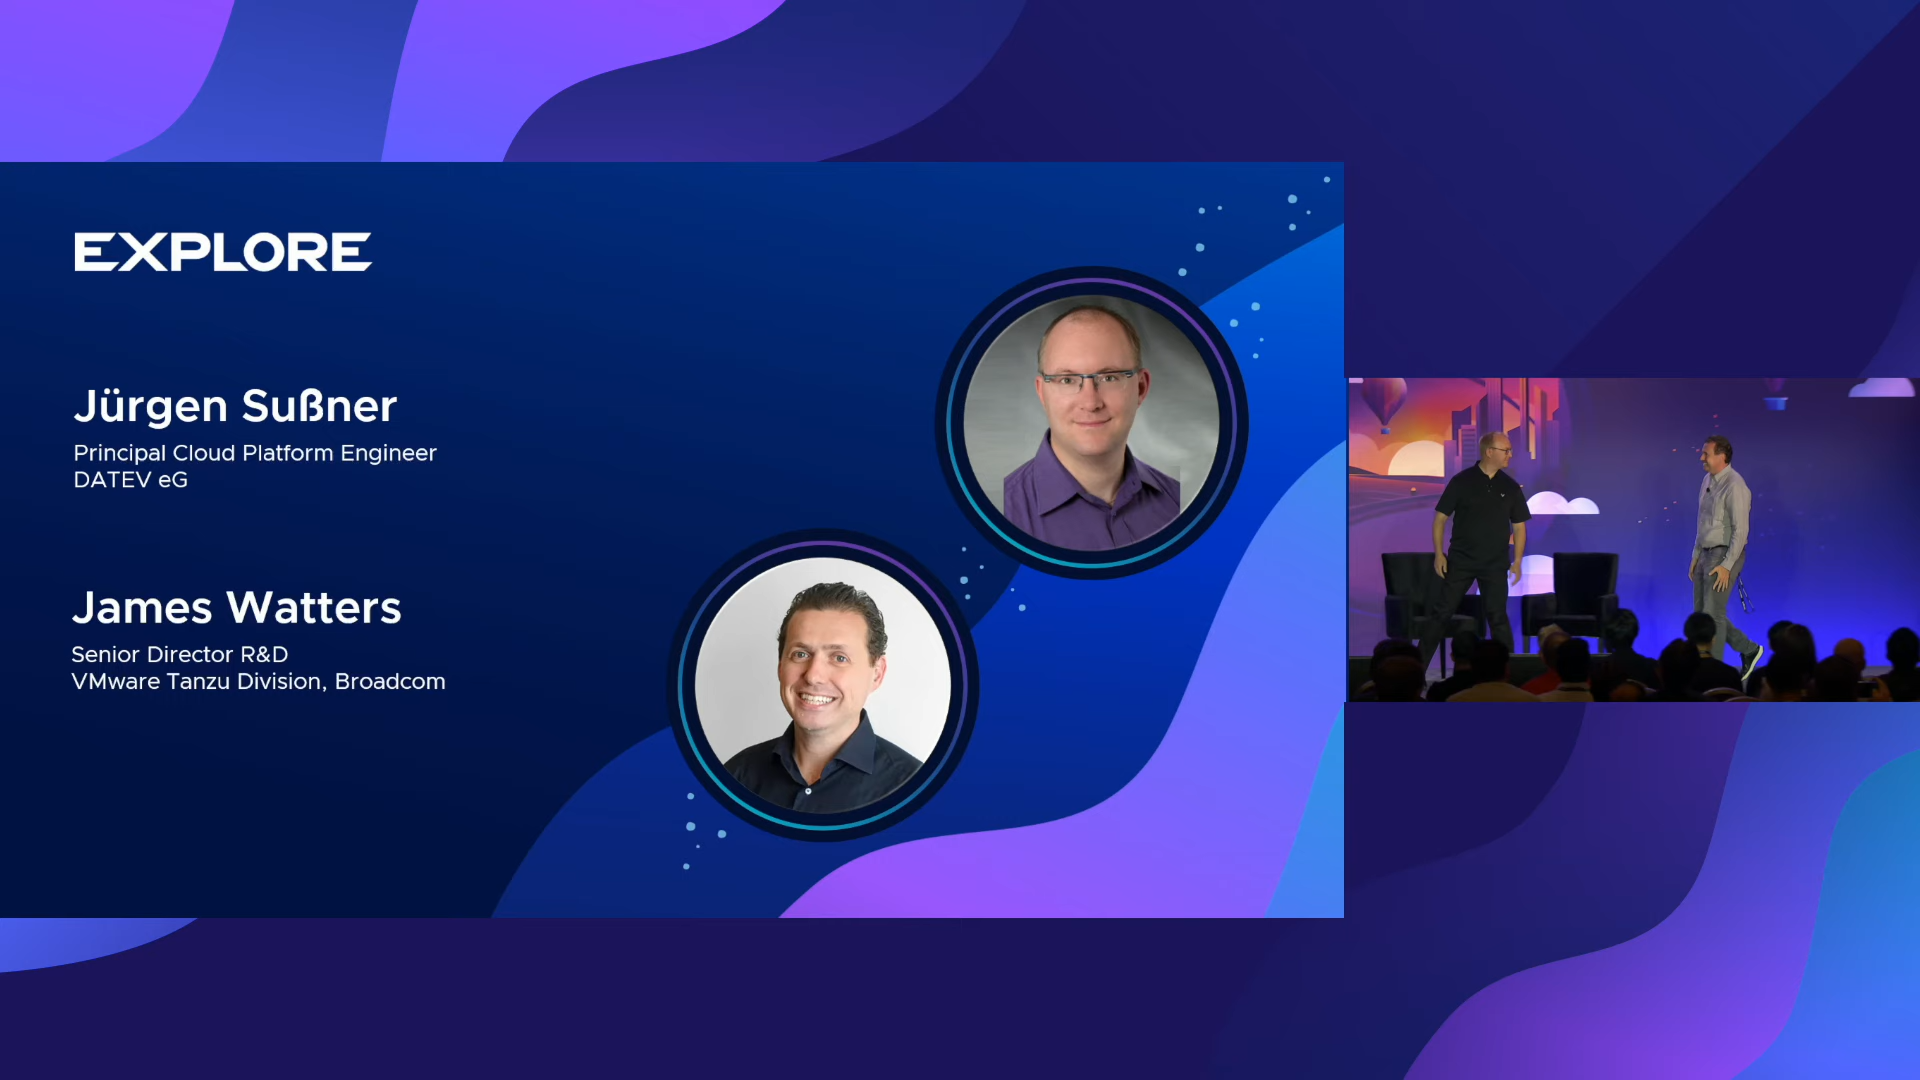 EXPLORE
Jürgen Sußner
Principal Cloud Platform Engineer
DATEV eG
James Watters
Senior Director R&D
VMware Tanzu Division, Broadcom